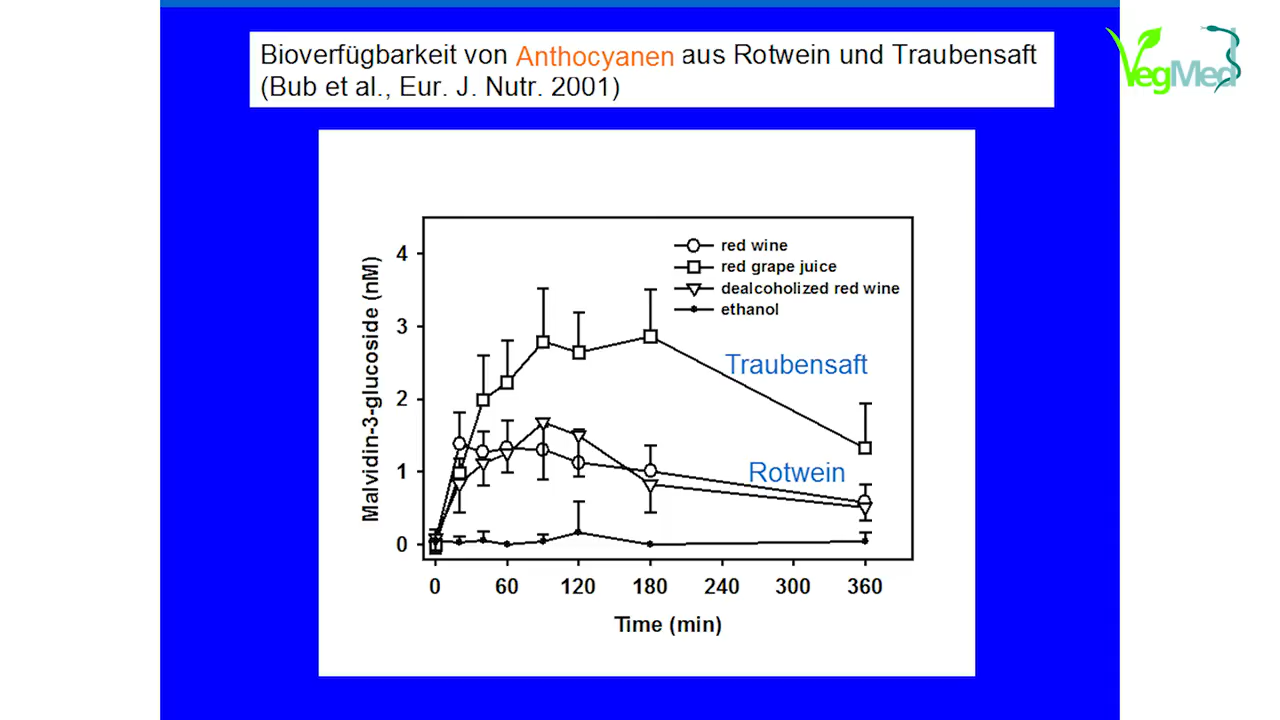 Bioverfügbarkeit von Anthocyanen aus Rotwein und Traubensaft
(Bub et al., Eur. J. Nutr. 2001)
VegMed
red wine
red grape juice
dealcoholized red wine
ethanol
Malvidin-3-glucoside (nM)
4
3
2
1
0
Traubensaft
Rotwein
0 60 120 180 240 300 360
Time (min)